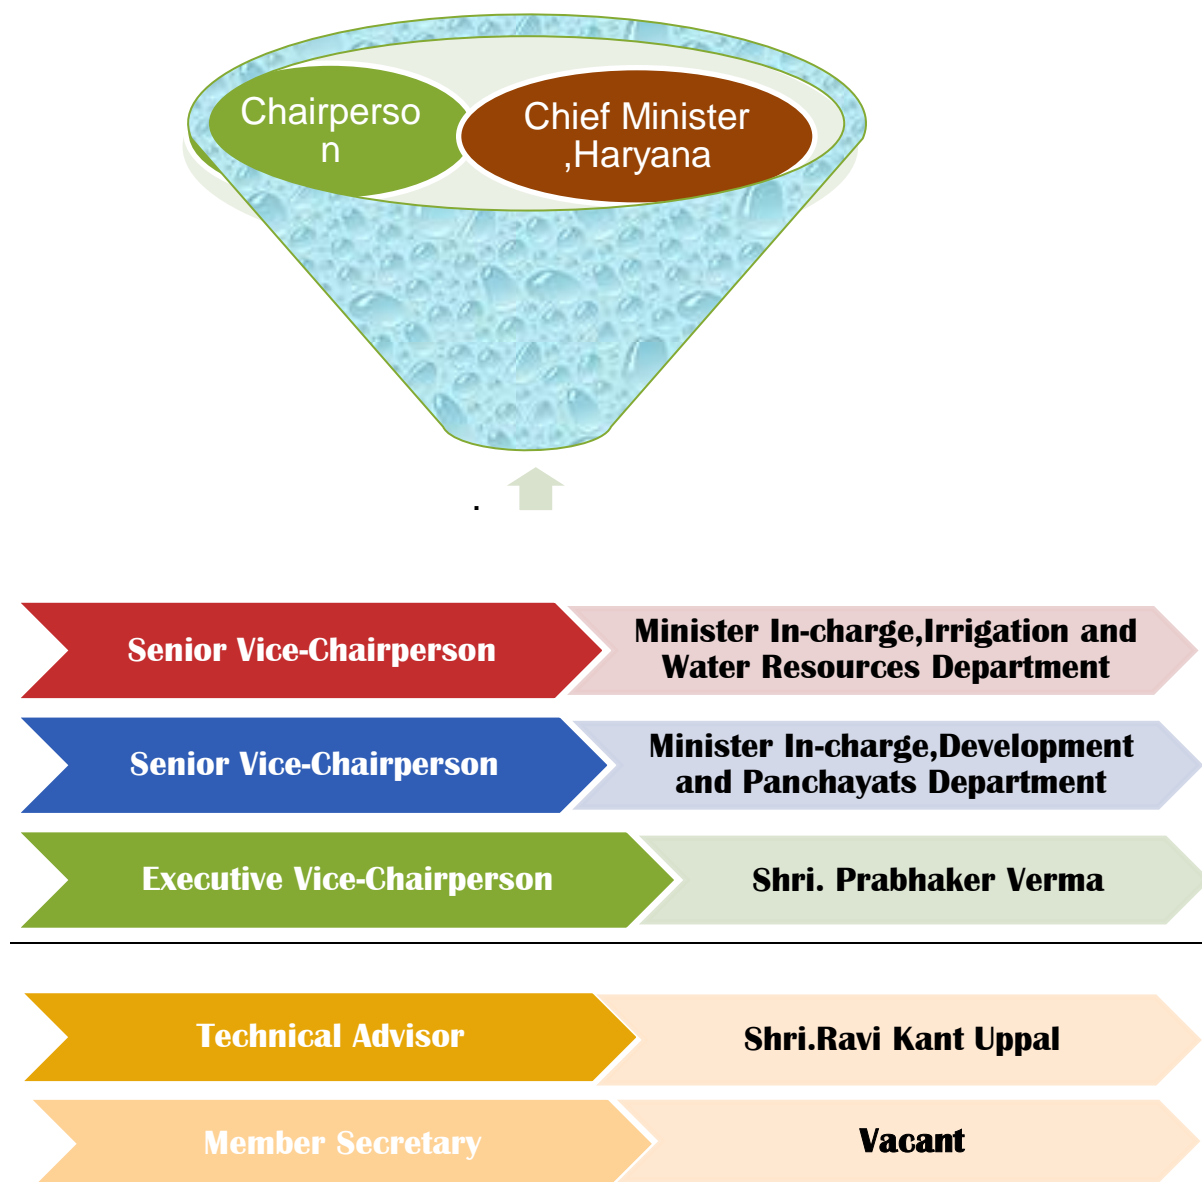 Chairperso
n
Chief Minister
,Haryana
.
Senior Vice-Chairperson
Minister In-charge,Irrigation and
Water Resources Department
Senior Vice-Chairperson
Minister In-charge,Development
and Panchayats Department
Executive Vice-Chairperson
Shri. Prabhaker Verma
Technical Advisor
Shri.Ravi Kant Uppal
Member Secretary
Vacant